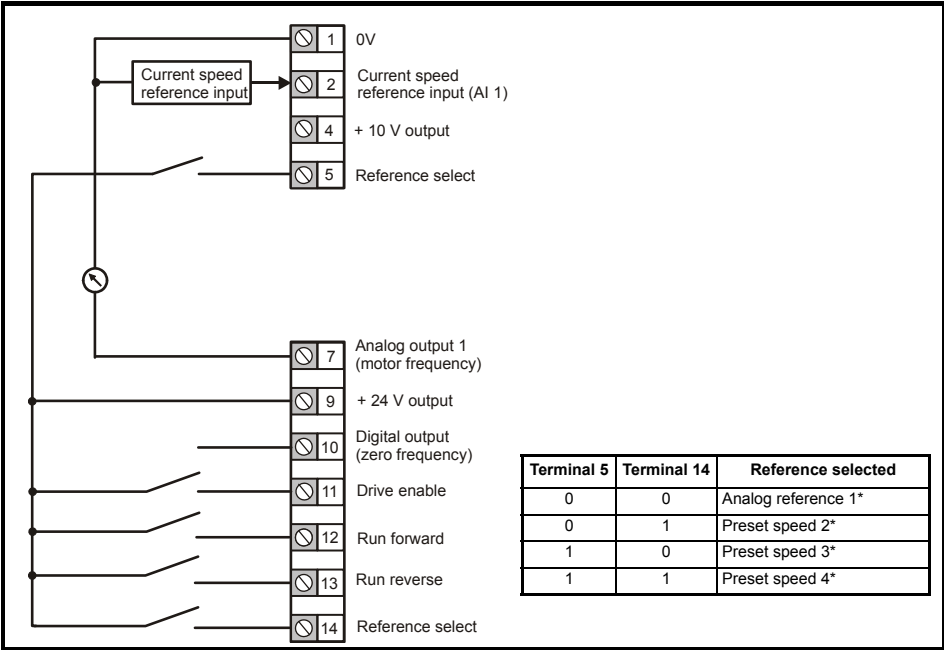 1 0V
Current speed
reference input
2 Current speed
reference input (AI 1)
4 + 10 V output
5 Reference select
7 Analog output 1
(motor frequency)
9 + 24 V output
10 Digital output
(zero frequency)
11 Drive enable
12 Run forward
13 Run reverse
14 Reference select
Terminal 5 Terminal 14 Reference selected
0 0 Analog reference 1*
0 1 Preset speed 2*
1 0 Preset speed 3*
1 1 Preset speed 4*